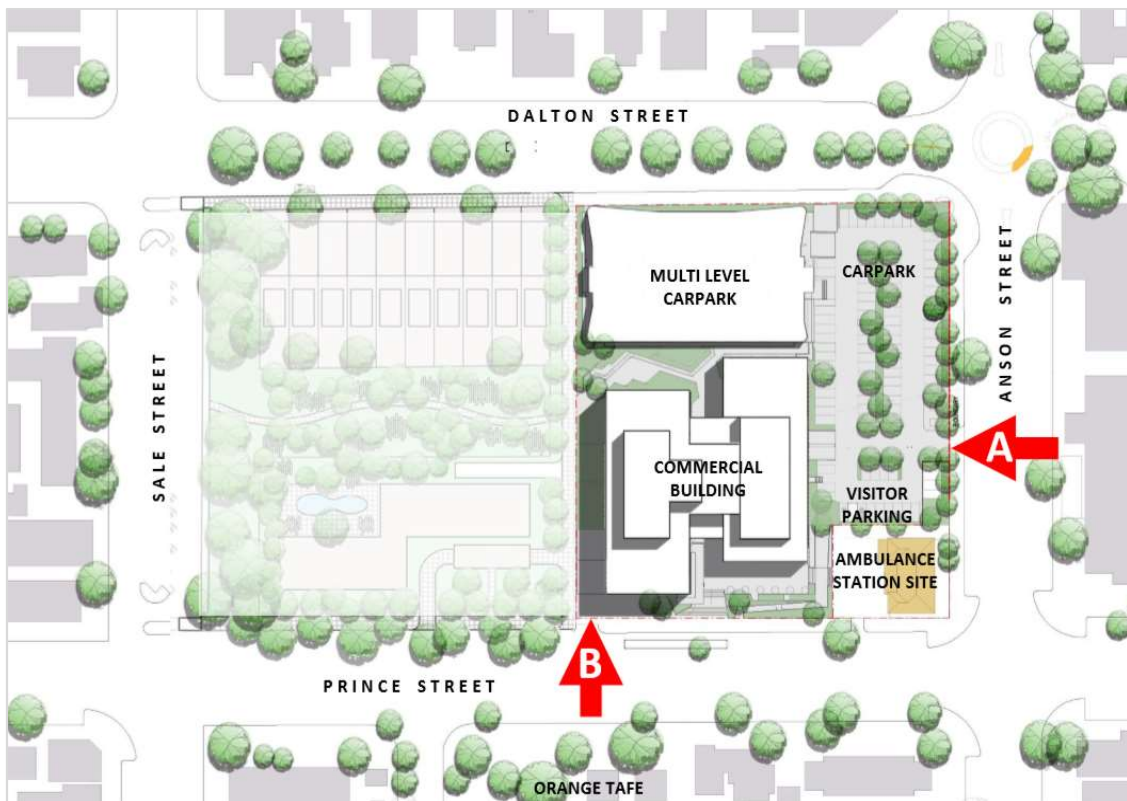 DALTON STREET
MULTI LEVEL
CARPARK
CARPARK
ANSON STREET
SALE STREET
A
COMMERCIAL
BUILDING
VISITOR
PARKING
AMBULANCE
STATION SITE
B
PRINCE STREET
ORANGE TAFE